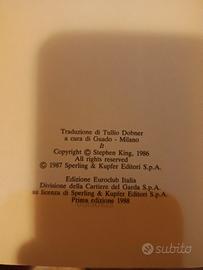 Traduzione di Tullio Dobner
a cura di Guado - Milano
It
Copyright © Stephen King, 1986
All rights reserved
© 1987 Sperling & Kupfer Editori S.p.A.
Edizione Euroclub Italia
Divisione della Cartiere del Garda S.p.A.
su licenza di Sperling & Kupfer Editori S.p.A.
Prima edizione 1988
subito